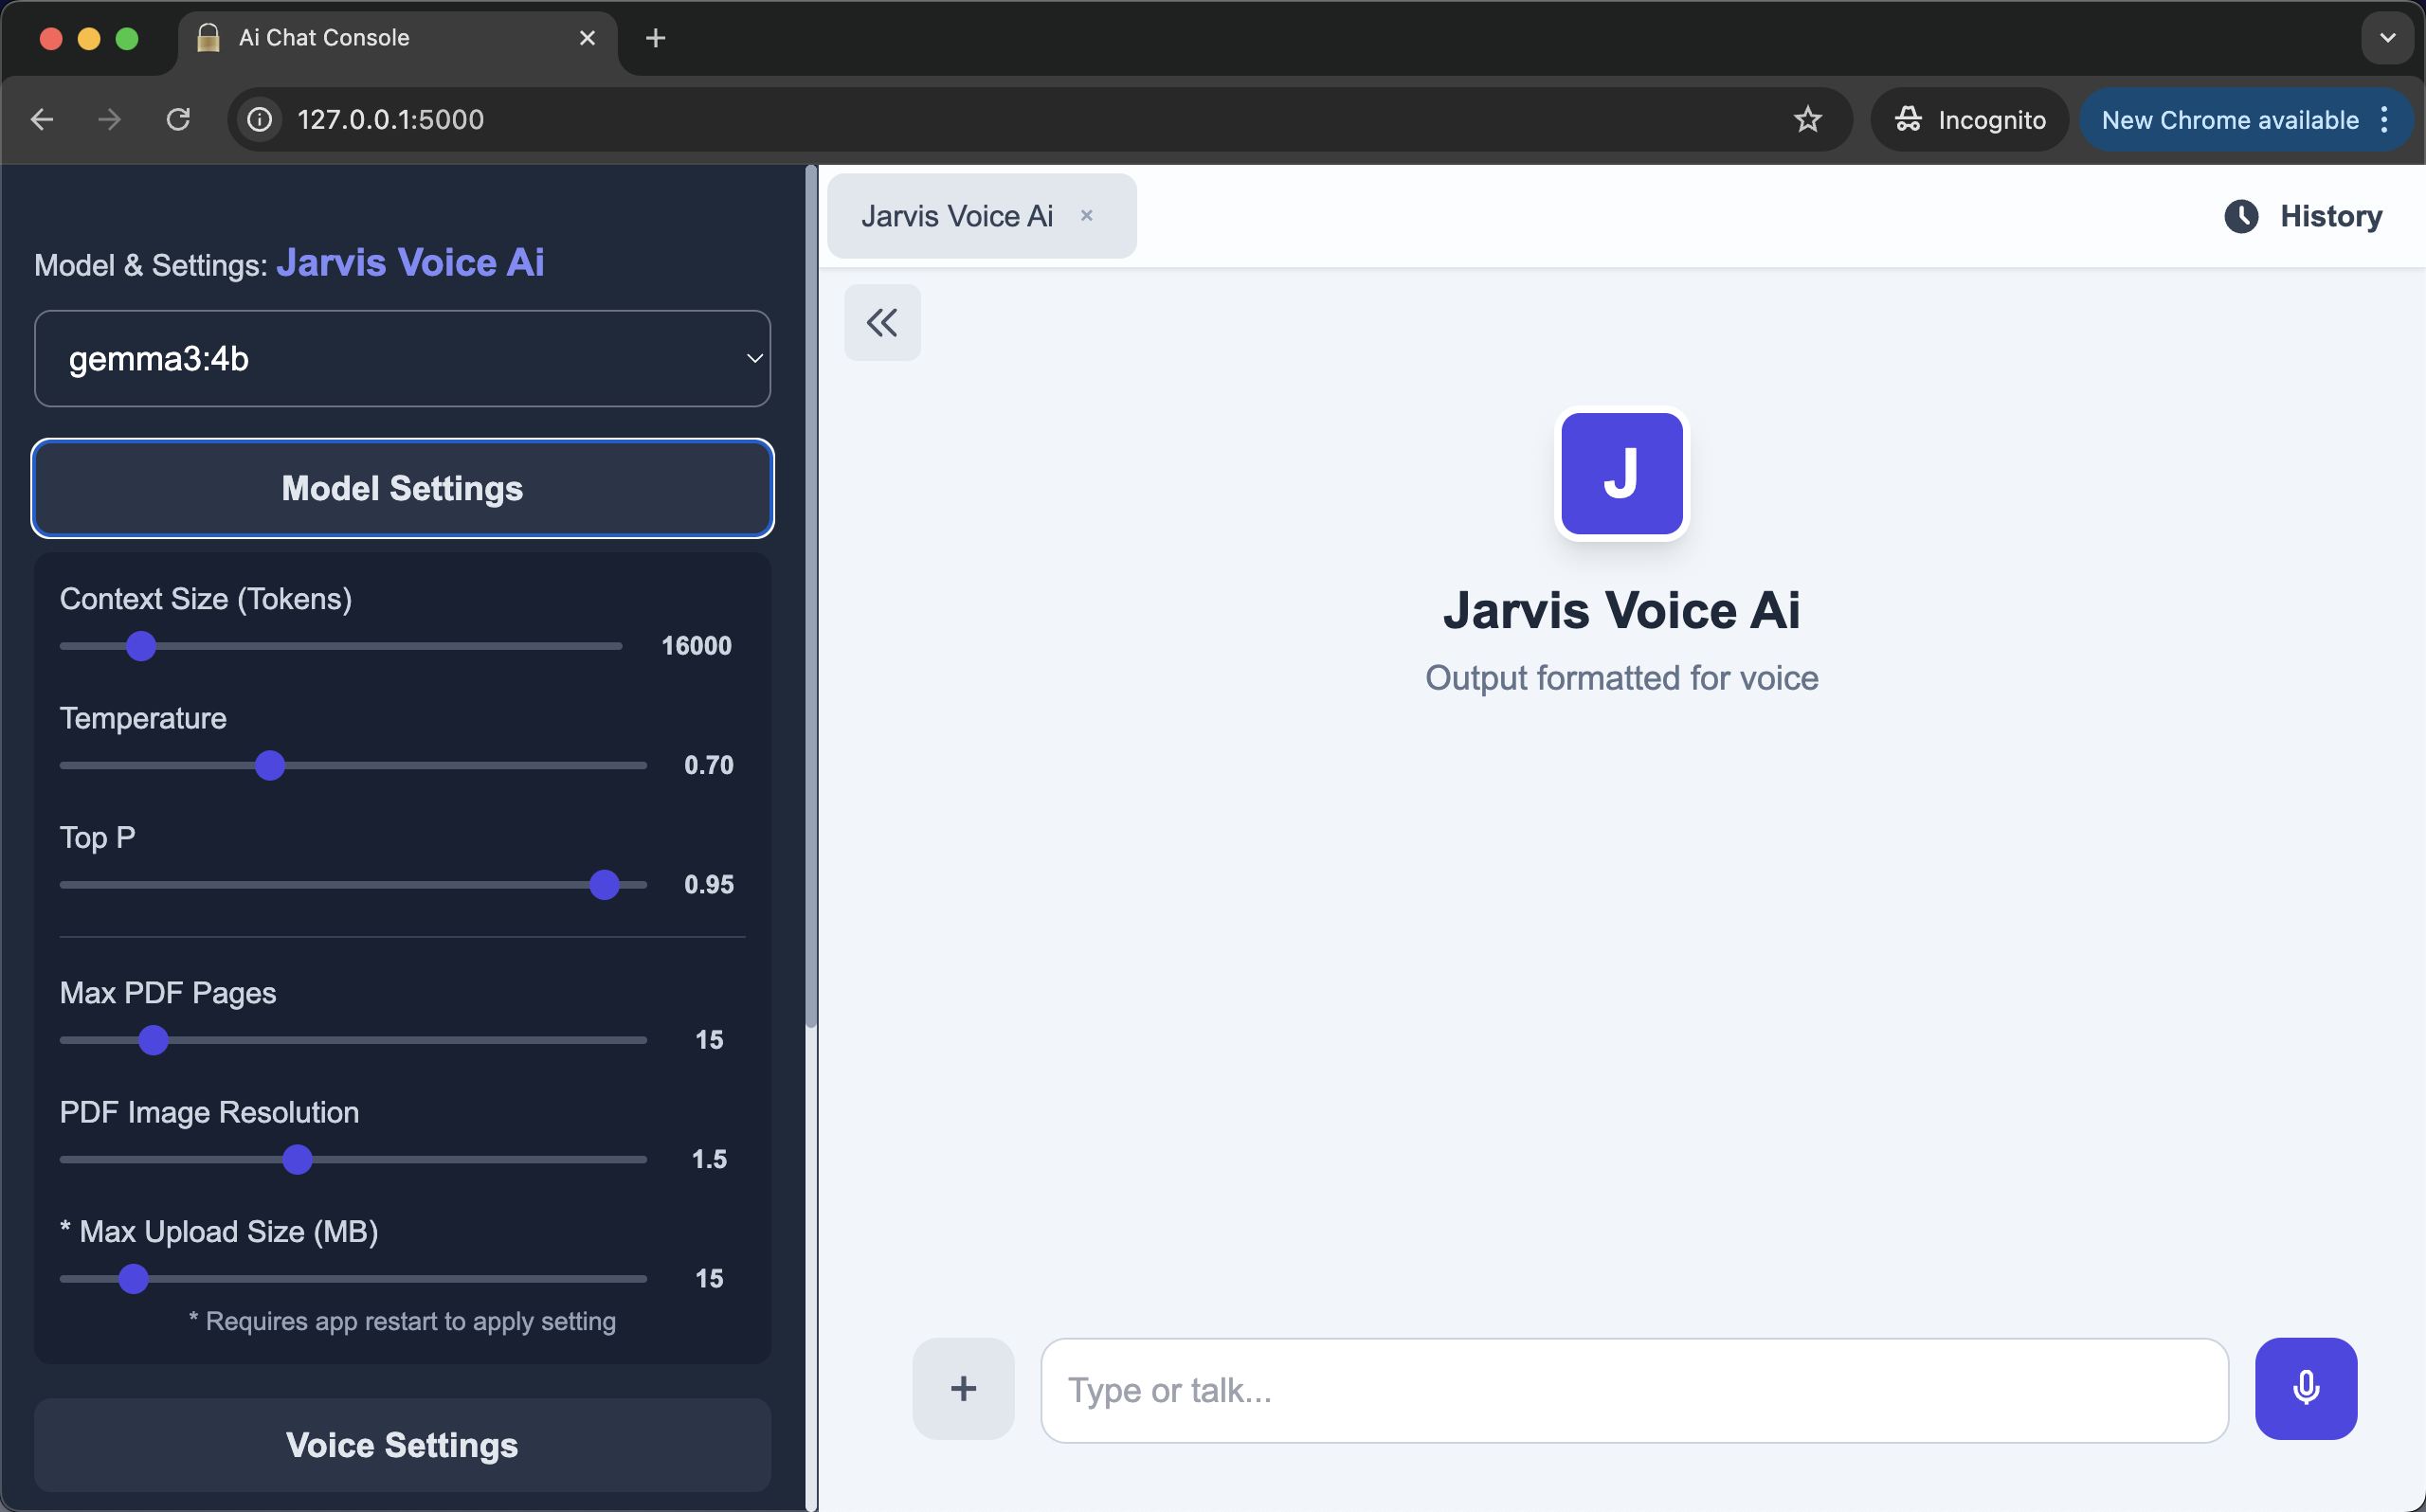 Ai Chat Console
127.0.0.1:5000
Incognito
New Chrome available
Model & Settings: Jarvis Voice Ai
gemma3:4b
Model Settings
Context Size (Tokens)
16000
Temperature
0.70
Top P
0.95
Max PDF Pages
15
PDF Image Resolution
1.5
* Max Upload Size (MB)
15
* Requires app restart to apply setting
Voice Settings
Jarvis Voice Ai
History
J
Jarvis Voice Ai
Output formatted for voice
Type or talk...